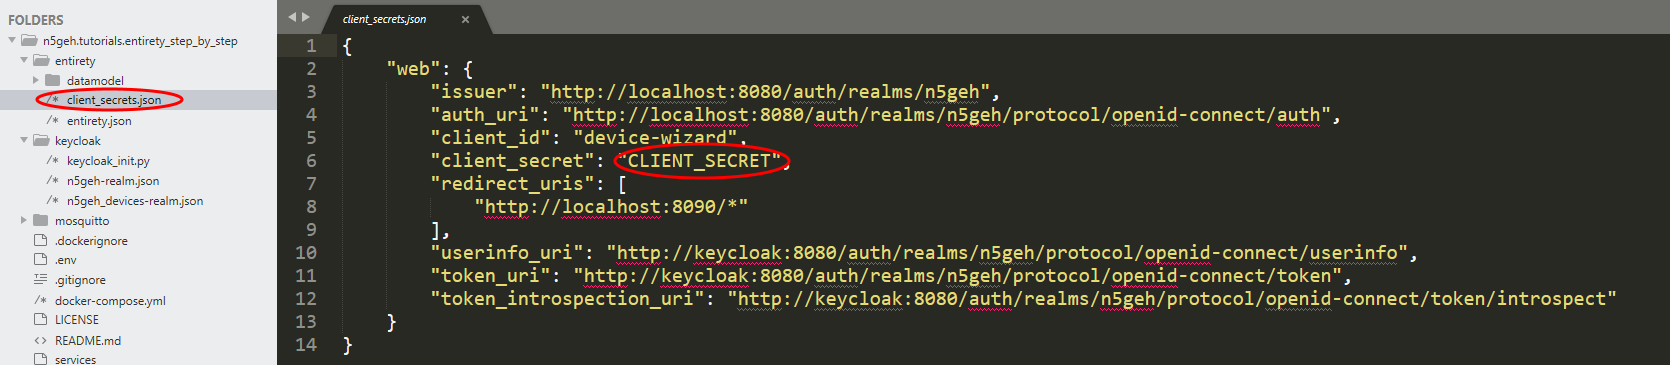 FOLDERS
n5geh.tutorials.entirety_step_by_step
entirety
datamodel
/* client_secrets.json
/* entirety.json
keycloak
/* keycloak_init.py
/* n5geh-realm.json
/* n5geh_devices-realm.json
mosquitto
.dockerignore
.env
.gitignore
/* docker-compose.yml
LICENSE
<> README.md
services
client_secrets.json ×
1 {
2 "web": {
3 "issuer": "http://localhost:8080/auth/realms/n5geh",
4 "auth_uri": "http://localhost:8080/auth/realms/n5geh/protocol/openid-connect/auth",
5 "client_id": "device-wizard",
6 "client_secret": "CLIENT_SECRET",
7 "redirect_uris": [
8 "http://localhost:8090/*"
9 ],
10 "userinfo_uri": "http://keycloak:8080/auth/realms/n5geh/protocol/openid-connect/userinfo",
11 "token_uri": "http://keycloak:8080/auth/realms/n5geh/protocol/openid-connect/token",
12 "token_introspection_uri": "http://keycloak:8080/auth/realms/n5geh/protocol/openid-connect/token/introspect"
13 }
14 }